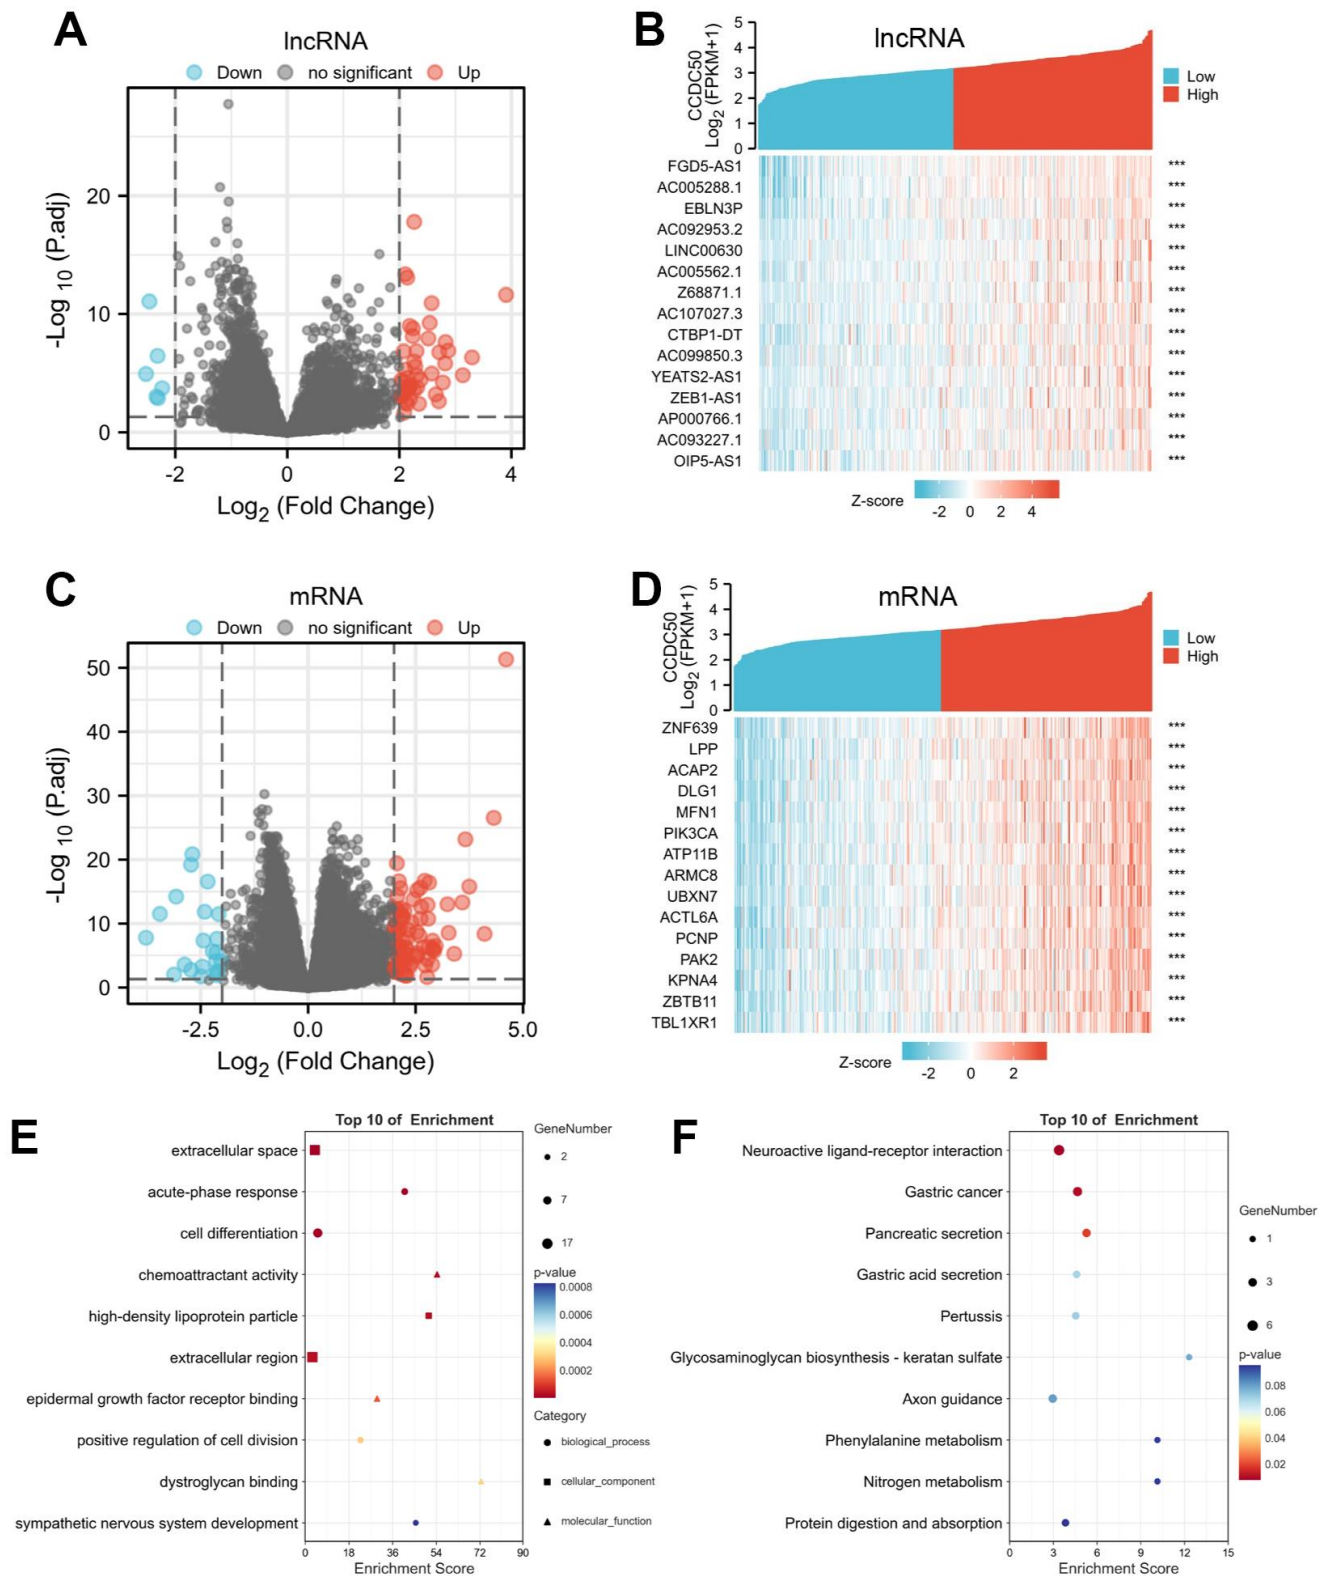 A
lncRNA
Down no significant Up
-Log 10 (P.adj)
20
10
0
-2 0 2 4
Log2 (Fold Change)
B
lncRNA
CCDC50
Log2 (FPKM+1)
5
4
3
2
1
0
Low
High
FGD5-AS1 ***
AC005288.1 ***
EBLN3P ***
AC092953.2 ***
LINC00630 ***
AC005562.1 ***
Z68871.1 ***
AC107027.3 ***
CTBP1-DT ***
AC099850.3 ***
YEATS2-AS1 ***
ZEB1-AS1 ***
AP000766.1 ***
AC093227.1 ***
OIP5-AS1 ***
Z-score
-2 0 2 4
C
mRNA
Down no significant Up
-Log 10 (P.adj)
50
40
30
20
10
0
-2.5 0.0 2.5 5.0
Log2 (Fold Change)
D
mRNA
CCDC50
Log2 (FPKM+1)
5
4
3
2
1
0
Low
High
ZNF639 ***
LPP ***
ACAP2 ***
DLG1 ***
MFN1 ***
PIK3CA ***
ATP11B ***
ARMC8 ***
UBXN7 ***
ACTL6A ***
PCNP ***
PAK2 ***
KPNA4 ***
ZBTB11 ***
TBL1XR1 ***
Z-score
-2 0 2
E
Top 10 of Enrichment
extracellular space
acute-phase response
cell differentiation
chemoattractant activity
high-density lipoprotein particle
extracellular region
epidermal growth factor receptor binding
positive regulation of cell division
dystroglycan binding
sympathetic nervous system development
0 18 36 54 72 90
Enrichment Score
GeneNumber
2
7
17
p-value
0.0008
0.0006
0.0004
0.0002
Category
biological_process
cellular_component
molecular_function
F
Top 10 of Enrichment
Neuroactive ligand-receptor interaction
Gastric cancer
Pancreatic secretion
Gastric acid secretion
Pertussis
Glycosaminoglycan biosynthesis - keratan sulfate
Axon guidance
Phenylalanine metabolism
Nitrogen metabolism
Protein digestion and absorption
0 3 6 9 12 15
Enrichment Score
GeneNumber
1
3
6
p-value
0.08
0.06
0.04
0.02